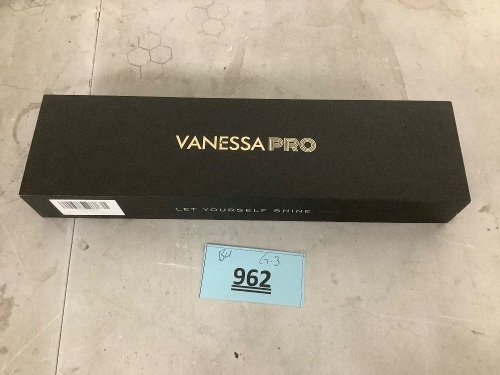 VANESSA PRO
LET YOURSELF SHINE
G-3
962